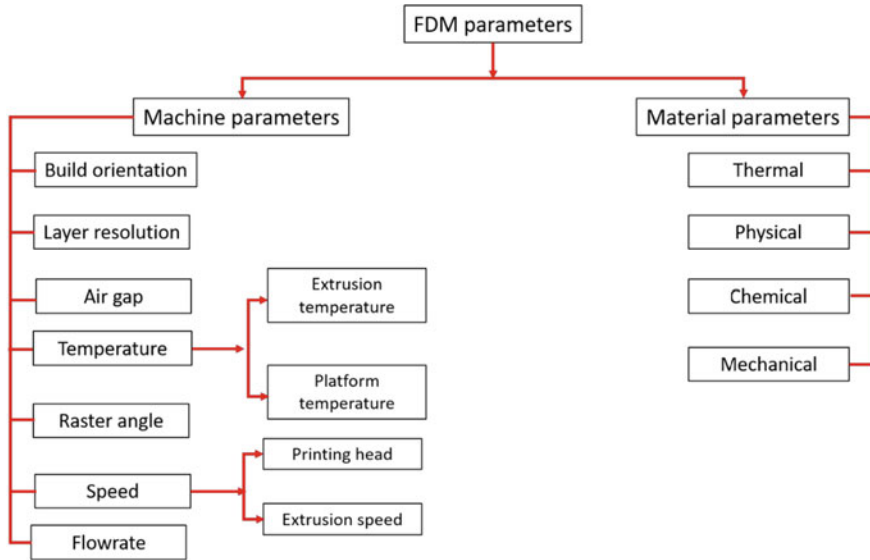 FDM parameters
Machine parameters
Material parameters
Build orientation
Thermal
Layer resolution
Physical
Air gap
Extrusion
temperature
Chemical
Temperature
Platform
temperature
Mechanical
Raster angle
Printing head
Speed
Extrusion speed
Flowrate